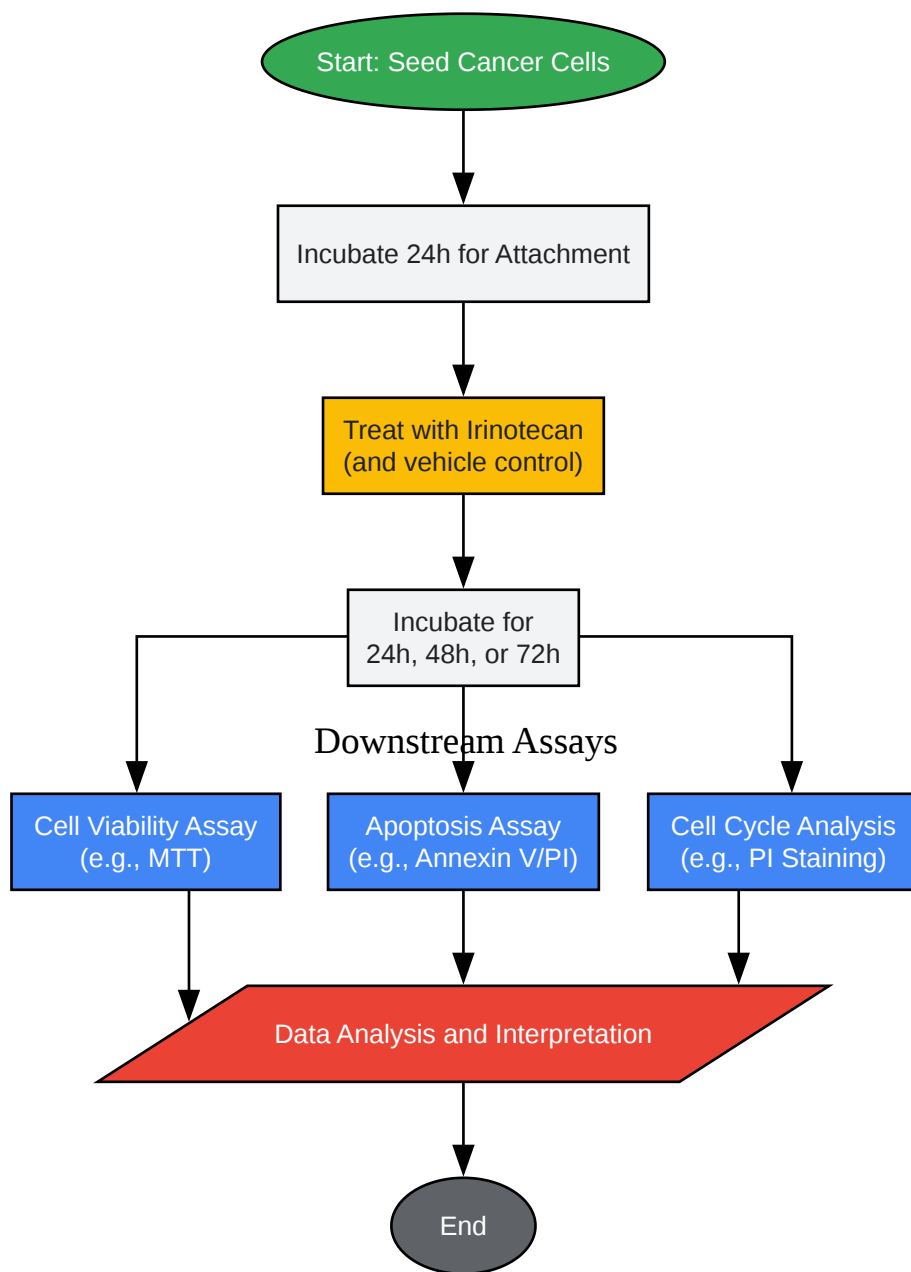 Start: Seed Cancer Cells
Incubate 24h for Attachment
Treat with Irinotecan
(and vehicle control)
Incubate for
24h, 48h, or 72h
Downstream Assays
Cell Viability Assay
(e.g., MTT)
Apoptosis Assay
(e.g., Annexin V/PI)
Cell Cycle Analysis
(e.g., PI Staining)
Data Analysis and Interpretation
End